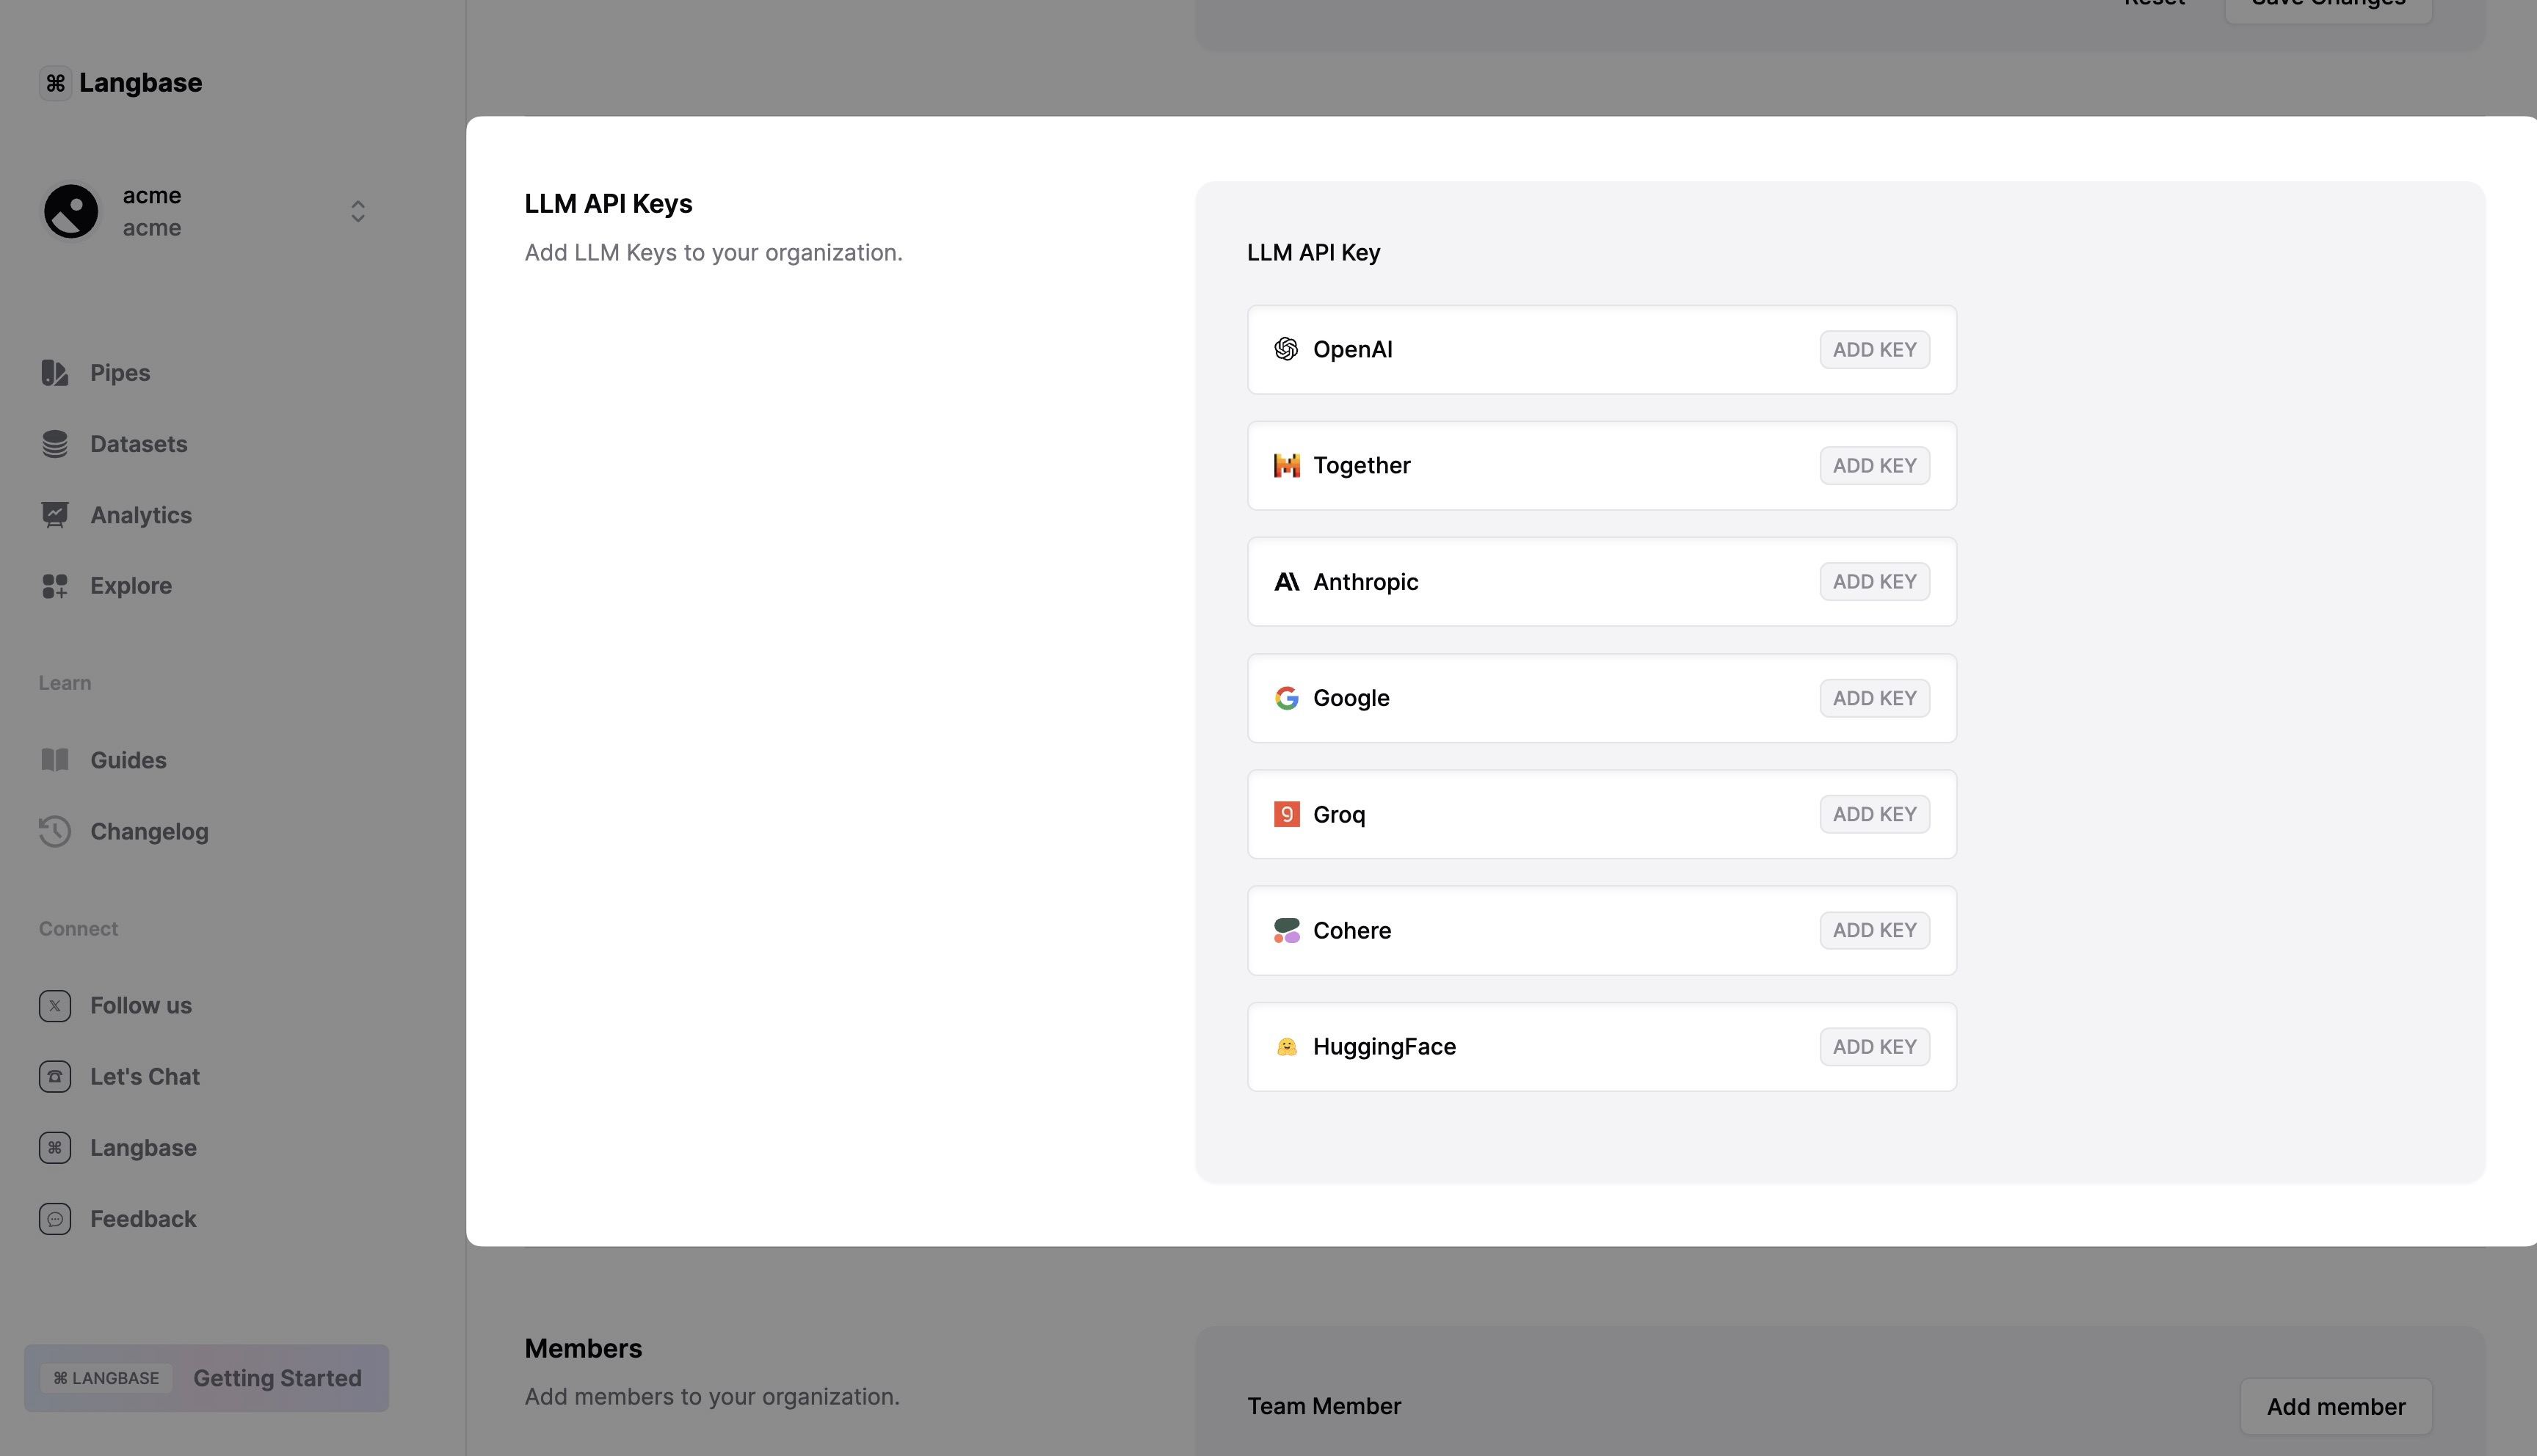 Langbase
acme
acme
Pipes
Datasets
Analytics
Explore
Learn
Guides
Changelog
Connect
Follow us
Let's Chat
Langbase
Feedback
⌘ LANGBASE Getting Started
Reset Save Changes
LLM API Keys
Add LLM Keys to your organization.
LLM API Key
OpenAI ADD KEY
Together ADD KEY
Anthropic ADD KEY
Google ADD KEY
Groq ADD KEY
Cohere ADD KEY
HuggingFace ADD KEY
Members
Add members to your organization.
Team Member Add member